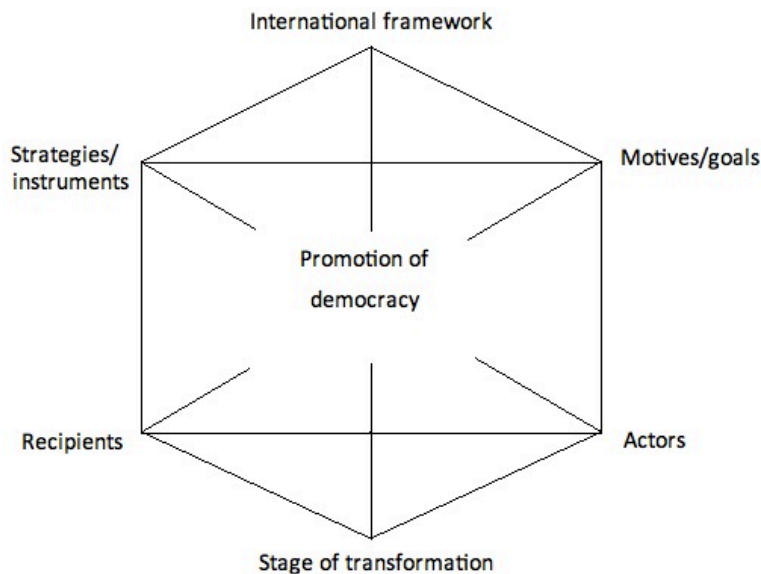 International framework
Strategies/
instruments
Motives/goals
Promotion of
democracy
Recipients
Actors
Stage of transformation